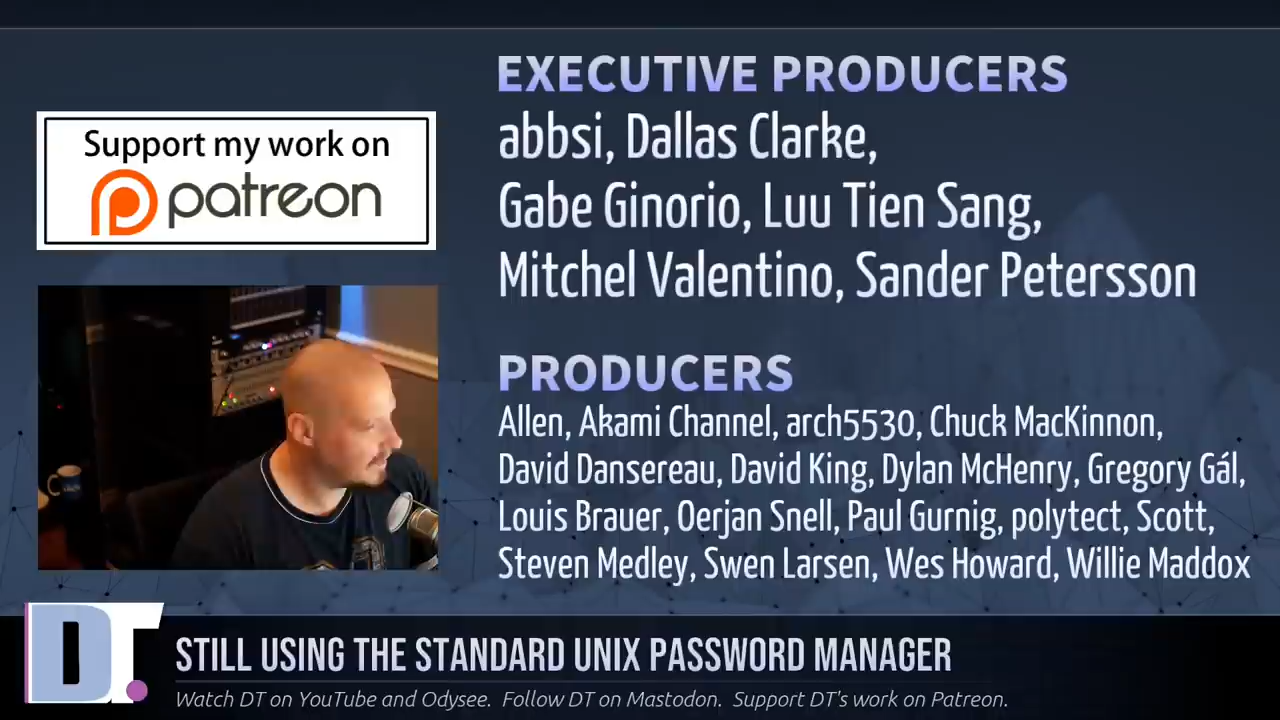 Support my work on
patreon
EXECUTIVE PRODUCERS
abbsi, Dallas Clarke,
Gabe Ginorio, Luu Tien Sang,
Mitchel Valentino, Sander Petersson
PRODUCERS
Allen, Akami Channel, arch5530, Chuck MacKinnon,
David Dansereau, David King, Dylan McHenry, Gregory Gál,
Louis Brauer, Oerjan Snell, Paul Gurnig, polytect, Scott,
Steven Medley, Swen Larsen, Wes Howard, Willie Maddox
DT.
STILL USING THE STANDARD UNIX PASSWORD MANAGER
Watch DT on YouTube and Odysee. Follow DT on Mastodon. Support DT's work on Patreon.